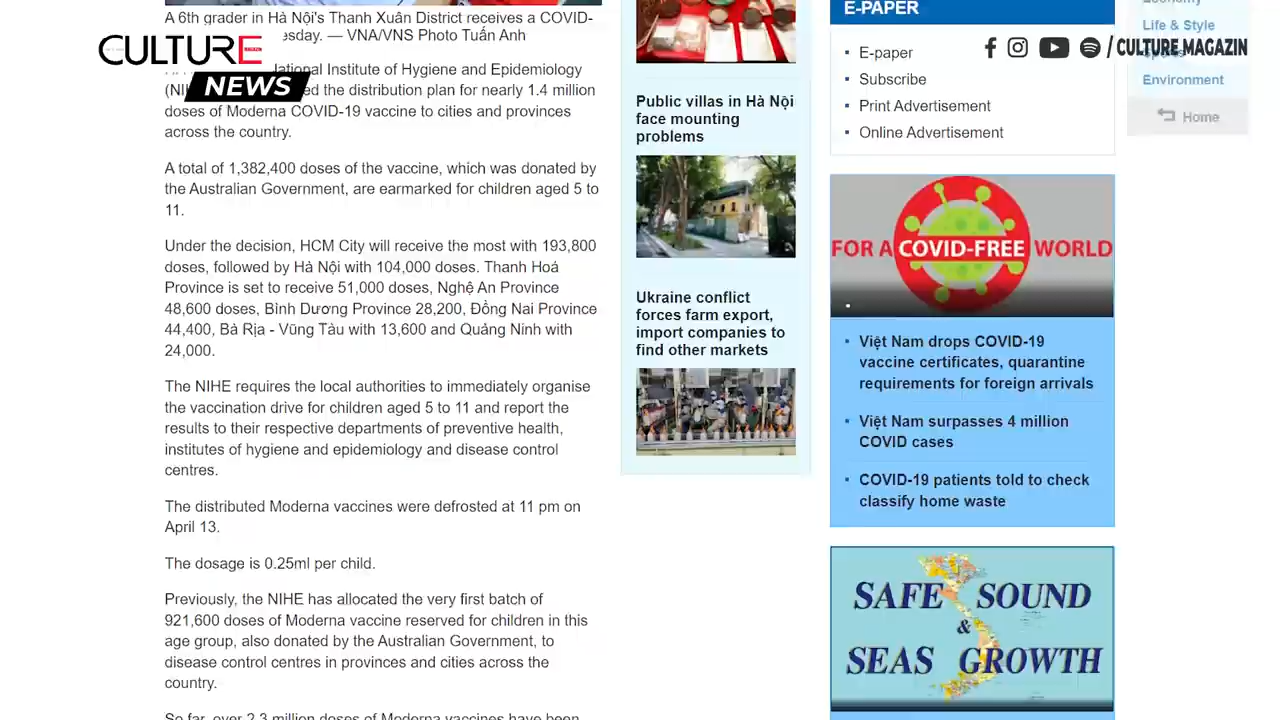 A 6th grader in Hà Nội's Thanh Xuân District receives a COVID-
esday. — VNA/VNS Photo Tuấn Anh
CULTURE
NEWS
ational Institute of Hygiene and Epidemiology
(NI
ed the distribution plan for nearly 1.4 million
doses of Moderna COVID-19 vaccine to cities and provinces
across the country.
A total of 1,382,400 doses of the vaccine, which was donated by
the Australian Government, are earmarked for children aged 5 to
11.
Under the decision, HCM City will receive the most with 193,800
doses, followed by Hà Nội with 104,000 doses. Thanh Hoá
Province is set to receive 51,000 doses, Nghệ An Province
48,600 doses, Bình Dương Province 28,200, Đồng Nai Province
44,400, Bà Rịa - Vũng Tàu with 13,600 and Quảng Ninh with
24,000.
The NIHE requires the local authorities to immediately organise
the vaccination drive for children aged 5 to 11 and report the
results to their respective departments of preventive health,
institutes of hygiene and epidemiology and disease control
centres.
The distributed Moderna vaccines were defrosted at 11 pm on
April 13.
The dosage is 0.25ml per child.
Previously, the NIHE has allocated the very first batch of
921,600 doses of Moderna vaccine reserved for children in this
age group, also donated by the Australian Government, to
disease control centres in provinces and cities across the
country.
So far, over 2.3 million doses of Moderna vaccines have been
Public villas in Hà Nội
face mounting
problems
Ukraine conflict
forces farm export,
import companies to
find other markets
E-PAPER
E-paper
Subscribe
Print Advertisement
Online Advertisement
FOR A COVID-FREE WORLD
Việt Nam drops COVID-19
vaccine certificates, quarantine
requirements for foreign arrivals
Việt Nam surpasses 4 million
COVID cases
COVID-19 patients told to check
classify home waste
SAFE SOUND
&
SEAS GROWTH
Economy
Life & Style
/ CULTURE MAGAZIN
Environment
Home